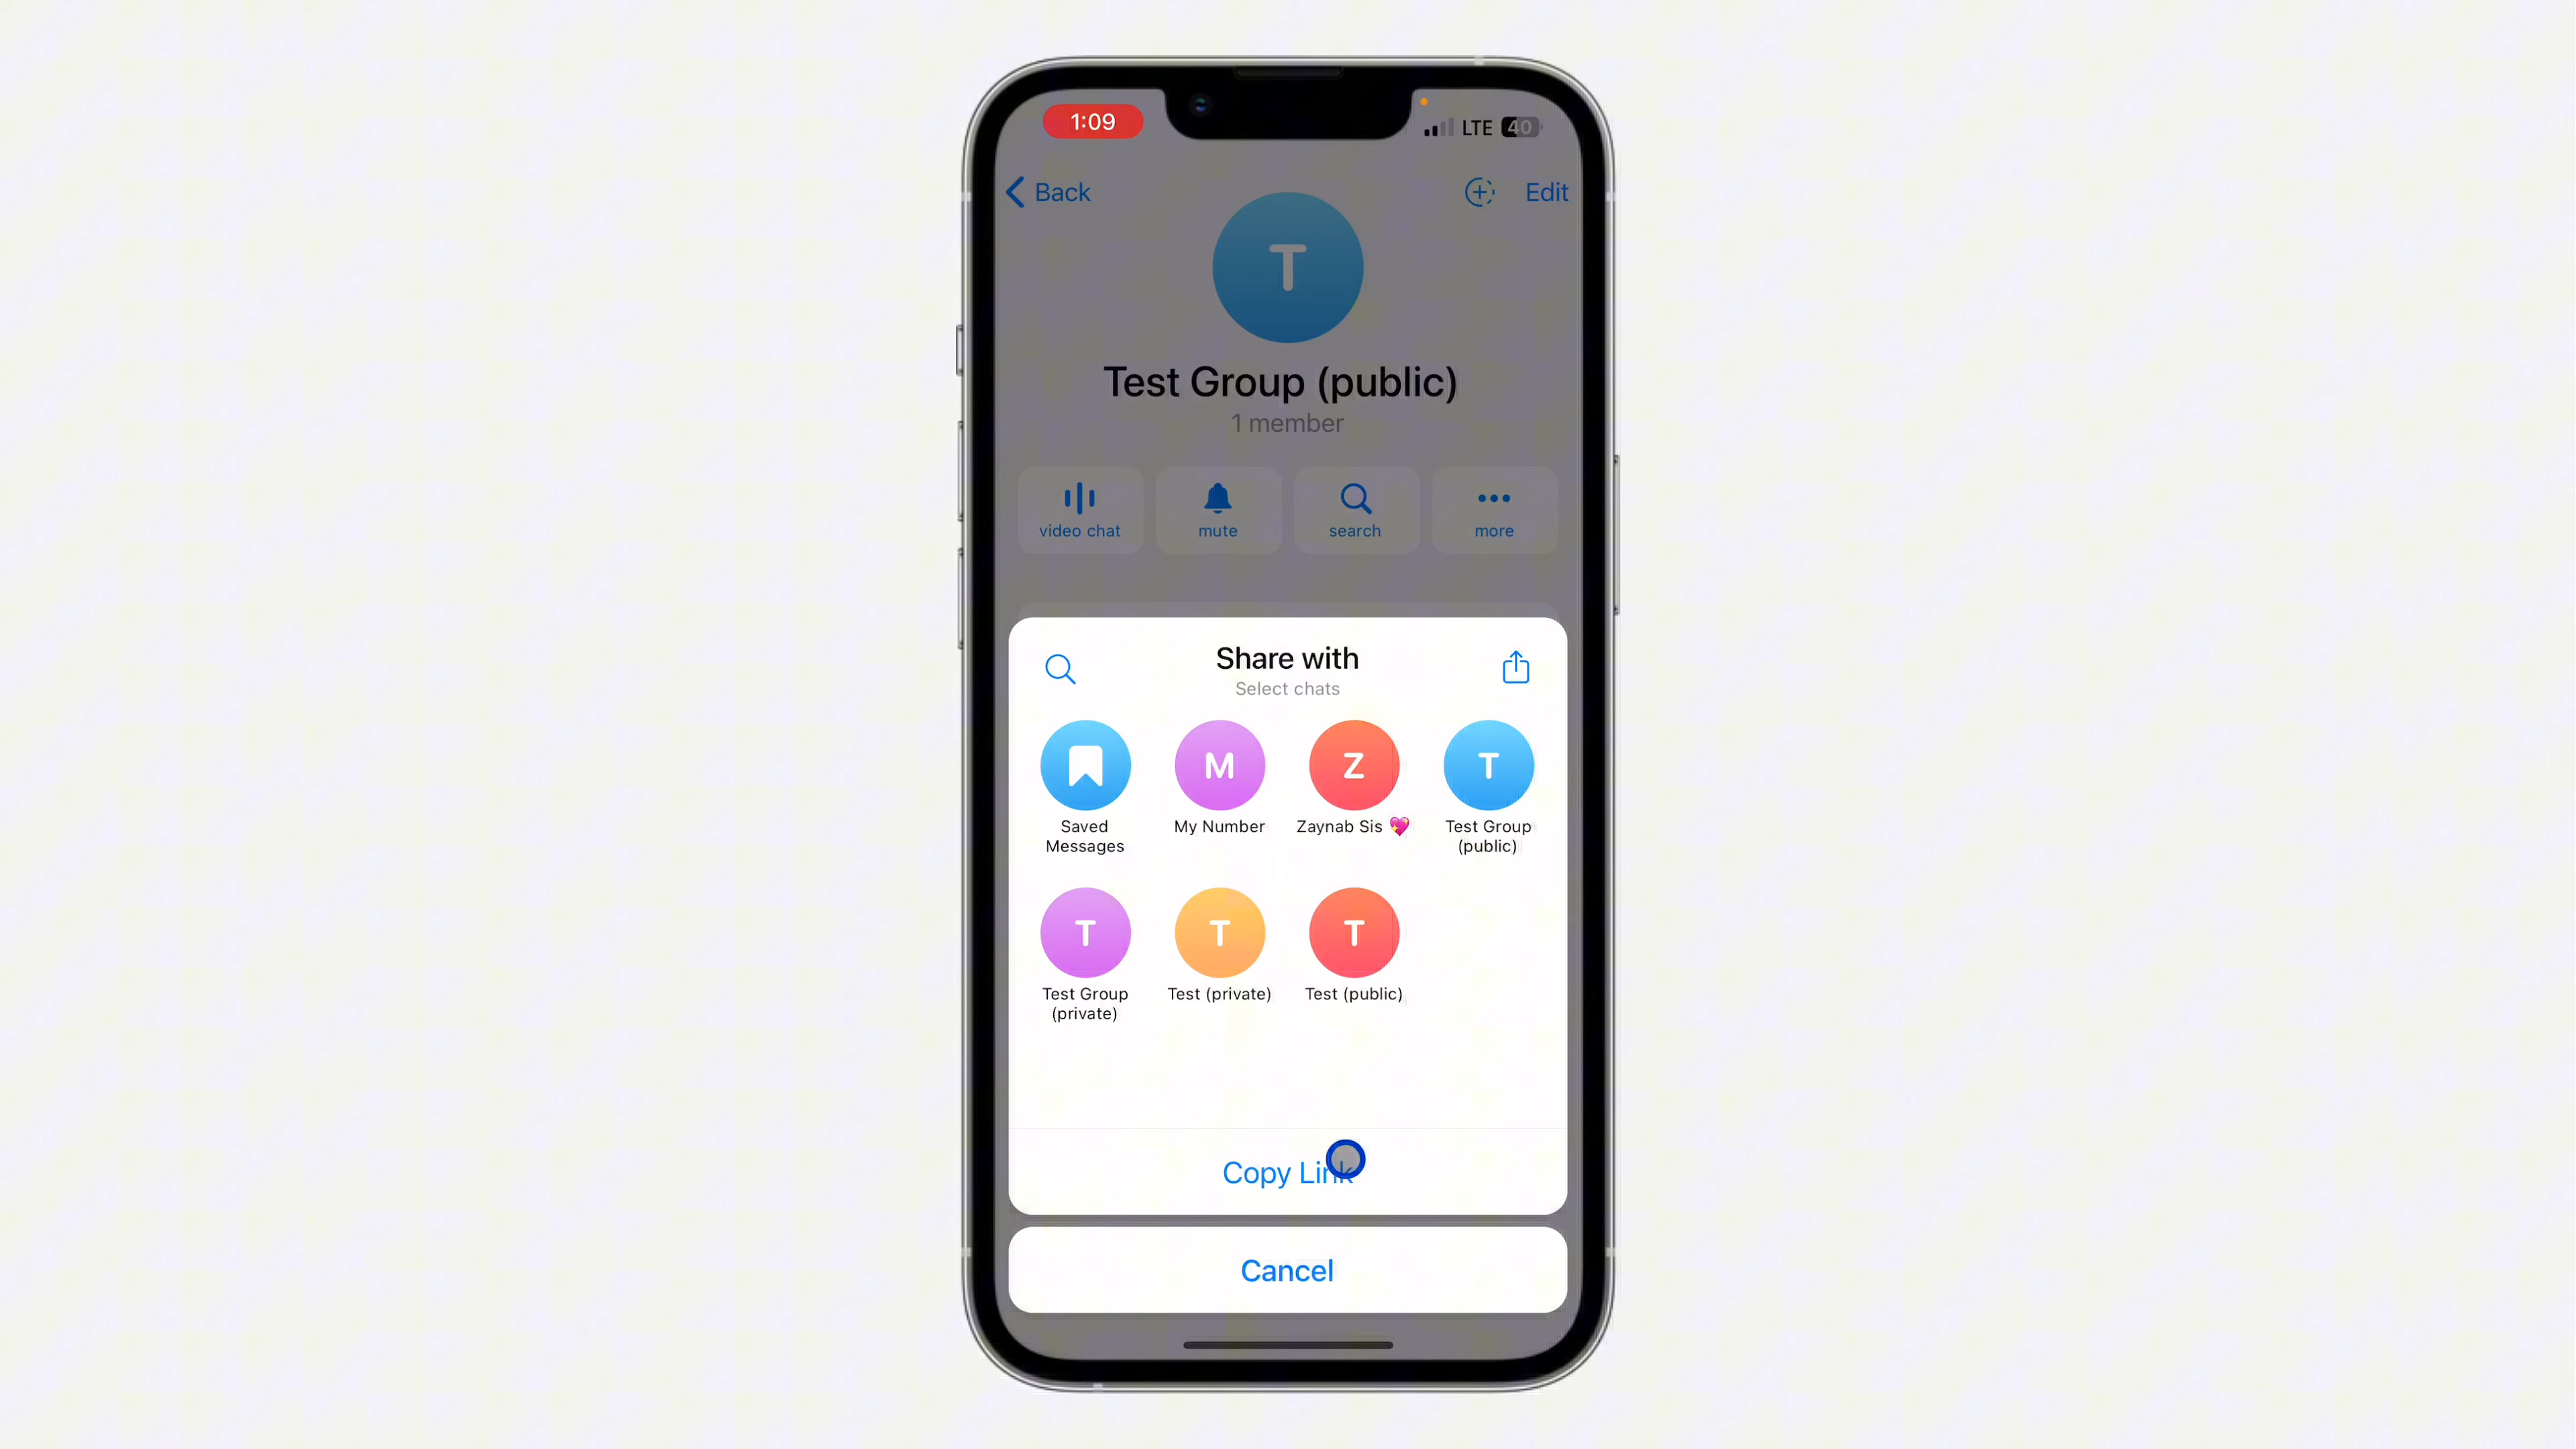 1:09
LTE 40
Back
Edit
T
Test Group (public)
1 member
video chat
mute
search
more
Share with
Select chats
M
Z
T
Saved
Messages
My Number
Zaynab Sis 💖
Test Group
(public)
T
T
T
Test Group
(private)
Test (private)
Test (public)
Copy Link
Cancel